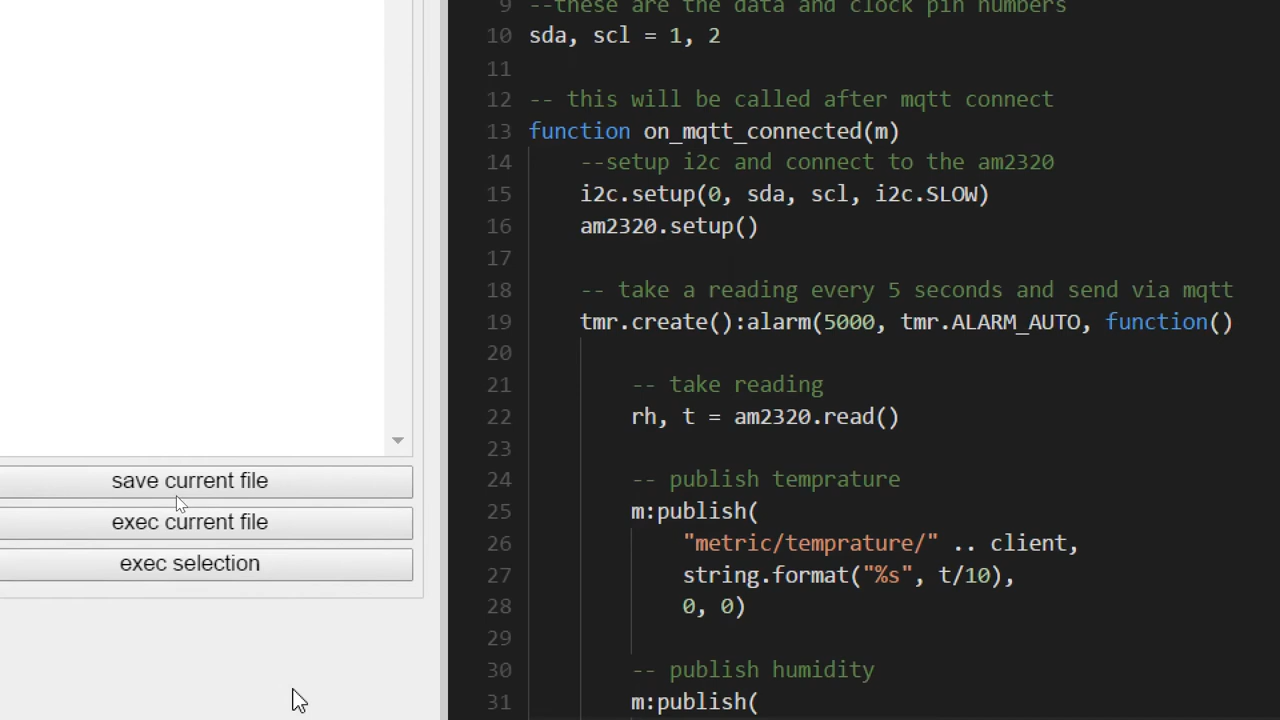 save current file
exec current file
exec selection
9 --these are the data and clock pin numbers
10 sda, scl = 1, 2
11
12 -- this will be called after mqtt connect
13 function on_mqtt_connected(m)
14 --setup i2c and connect to the am2320
15 i2c.setup(0, sda, scl, i2c.SLOW)
16 am2320.setup()
17
18 -- take a reading every 5 seconds and send via mqtt
19 tmr.create():alarm(5000, tmr.ALARM_AUTO, function()
20
21 -- take reading
22 rh, t = am2320.read()
23
24 -- publish temprature
25 m:publish(
26 "metric/temprature/" .. client,
27 string.format("%s", t/10),
28 0, 0)
29
30 -- publish humidity
31 m:publish(